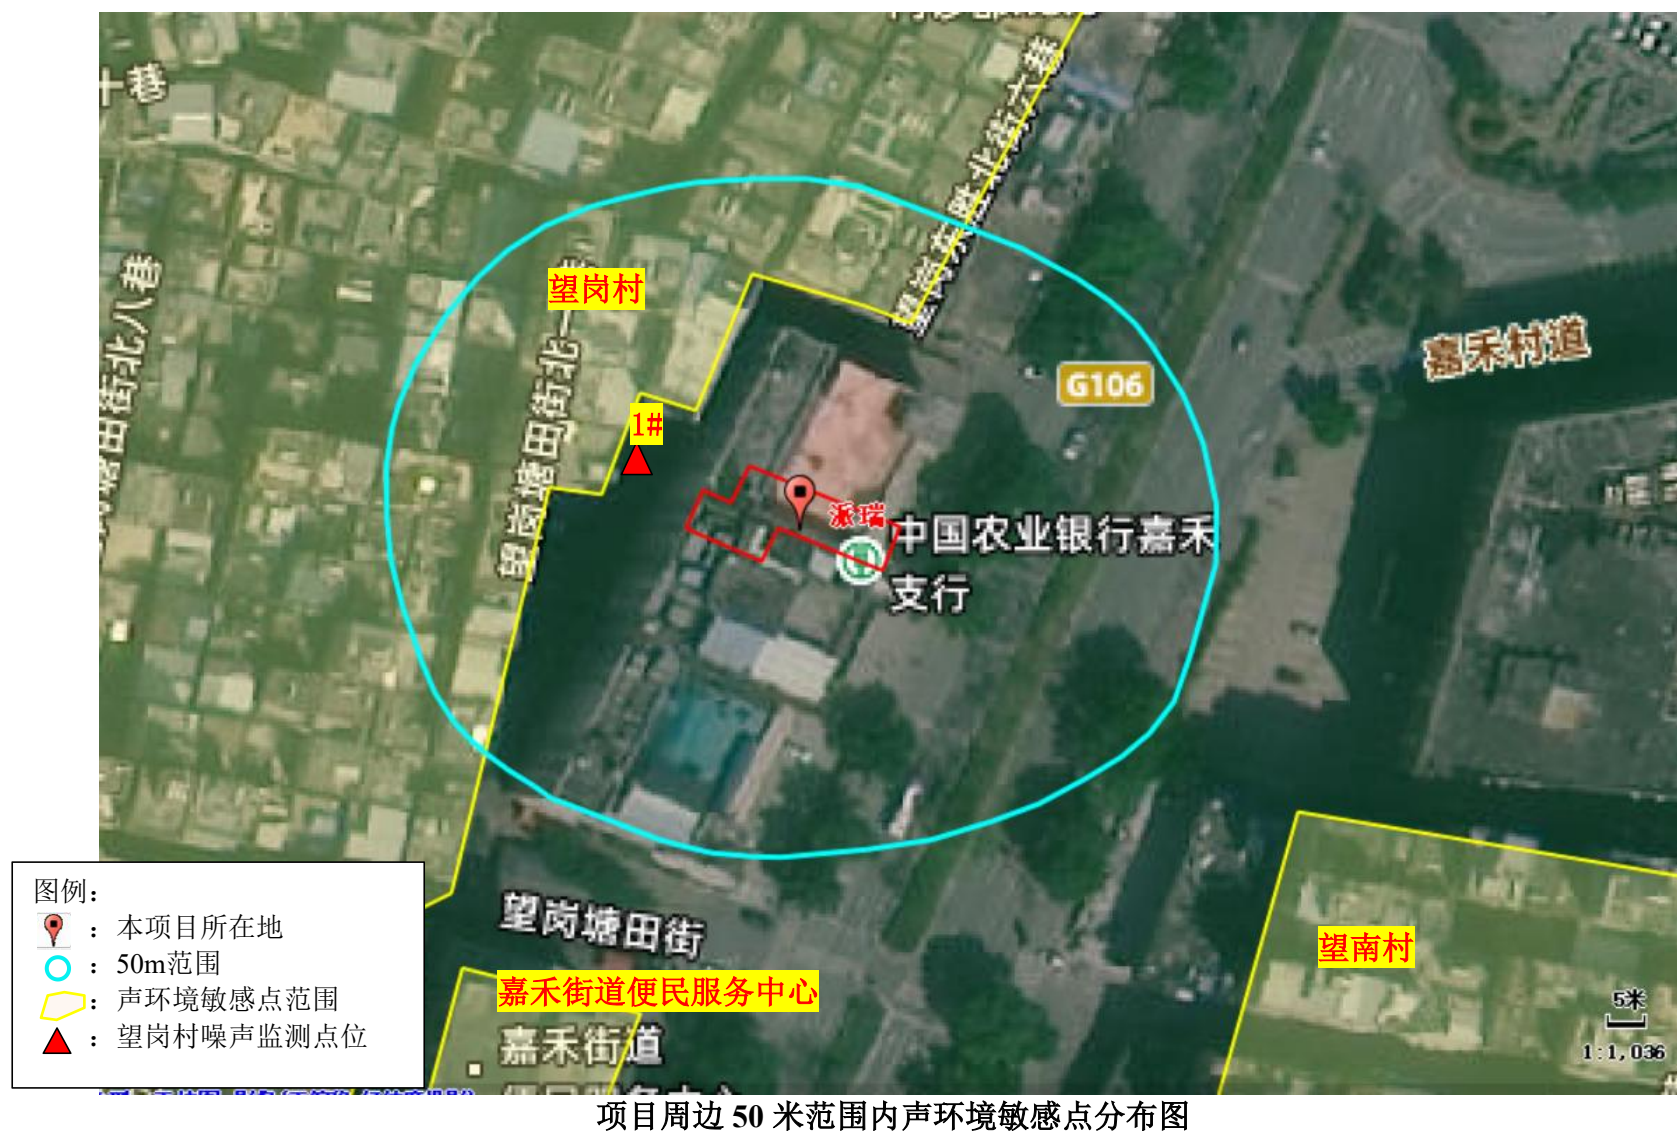 十巷
望岗东胜北街六巷
望岗村
望岗塘田街北一巷
塘田街北八巷
1#
G106
嘉禾村道
派瑞
中国农业银行嘉禾
支行
望岗塘田街
嘉禾街道便民服务中心
嘉禾街道
望南村
5米
1:1,036
图例：
：本项目所在地
：50m范围
：声环境敏感点范围
：望岗村噪声监测点位
项目周边 50 米范围内声环境敏感点分布图